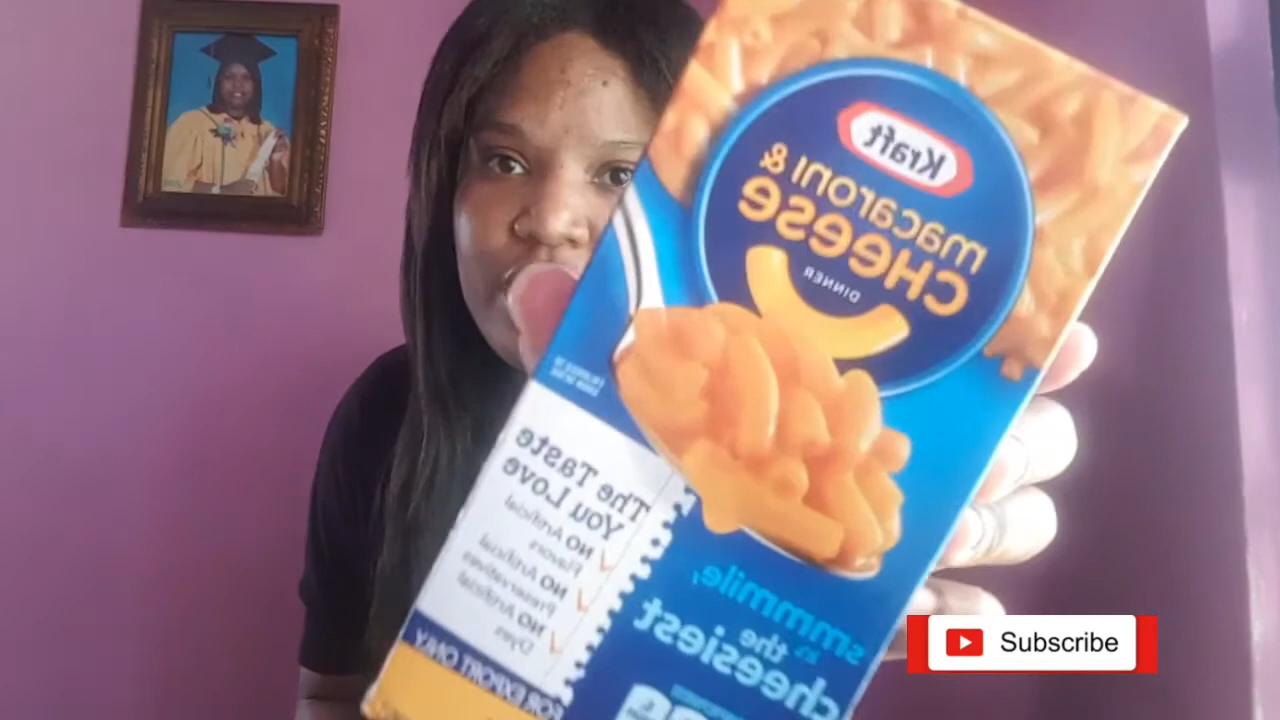 Kraft
macaroni &
CHEESE
DINNER
The Taste
You Love
NO Artificial
Flavors
NO Artificial
Preservatives
NO Artificial
Dyes
FOR EXPORT ONLY
smmmile,
it's the
cheesiest
Subscribe